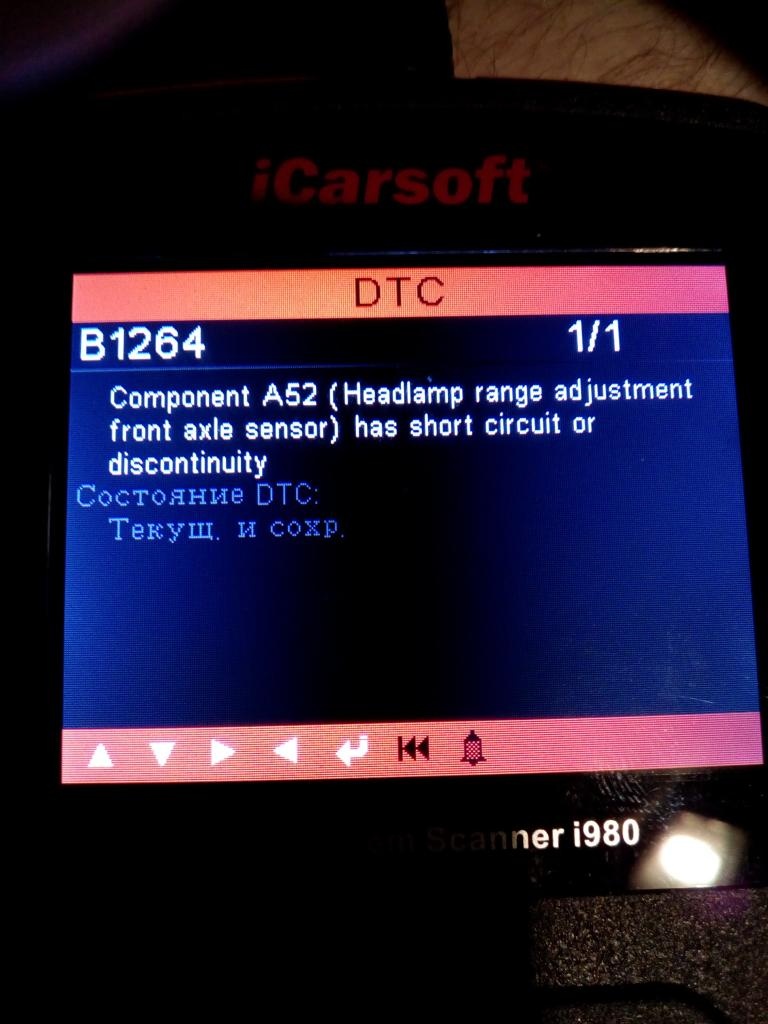 iCarsoft
DTC
B1264 1/1
Component A52 (Headlamp range adjustment
front axle sensor) has short circuit or
discontinuity
Состояние DTC:
Текущ. и сохр.
Scanner i980